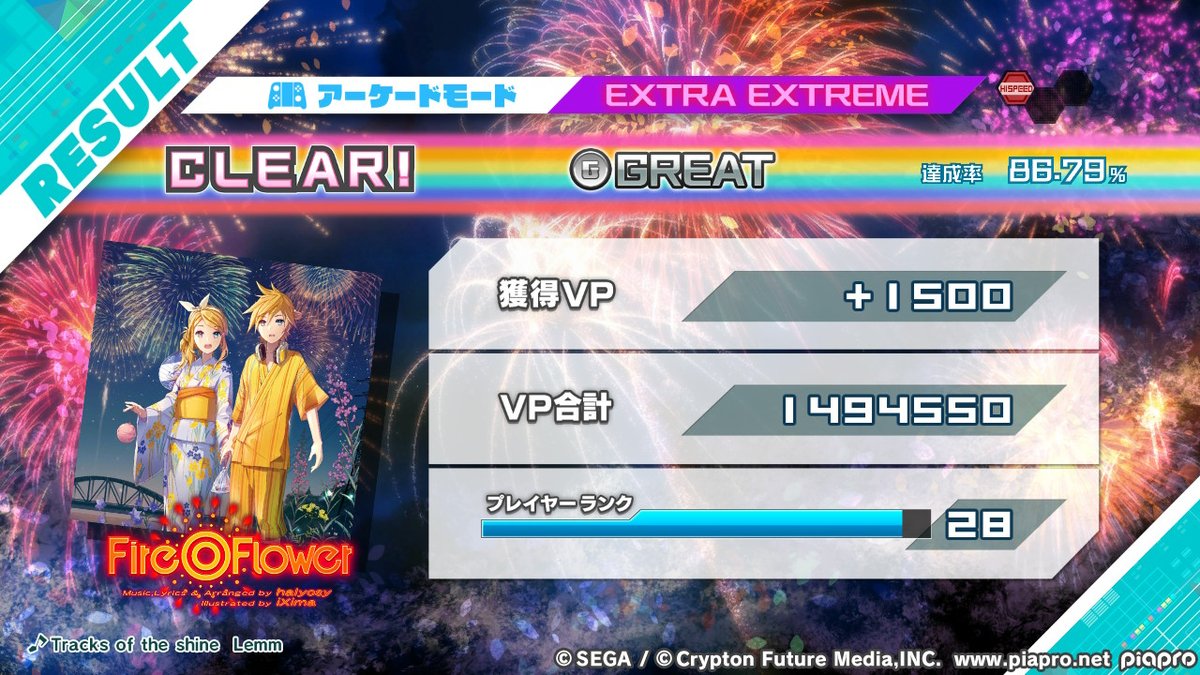 RESULT
アーケードモード EXTRA EXTREME HISPEED
CLEAR! G GREAT 達成率 86.79%
獲得VP +1500
VP合計 1494550
プレイヤーランク 28
Fire◎Flower
Music,Lyrics & Arranged by halyosy
Illustrated by iXima
♪Tracks of the shine Lemm
©SEGA / ©Crypton Future Media,INC. www.piapro.net piapro